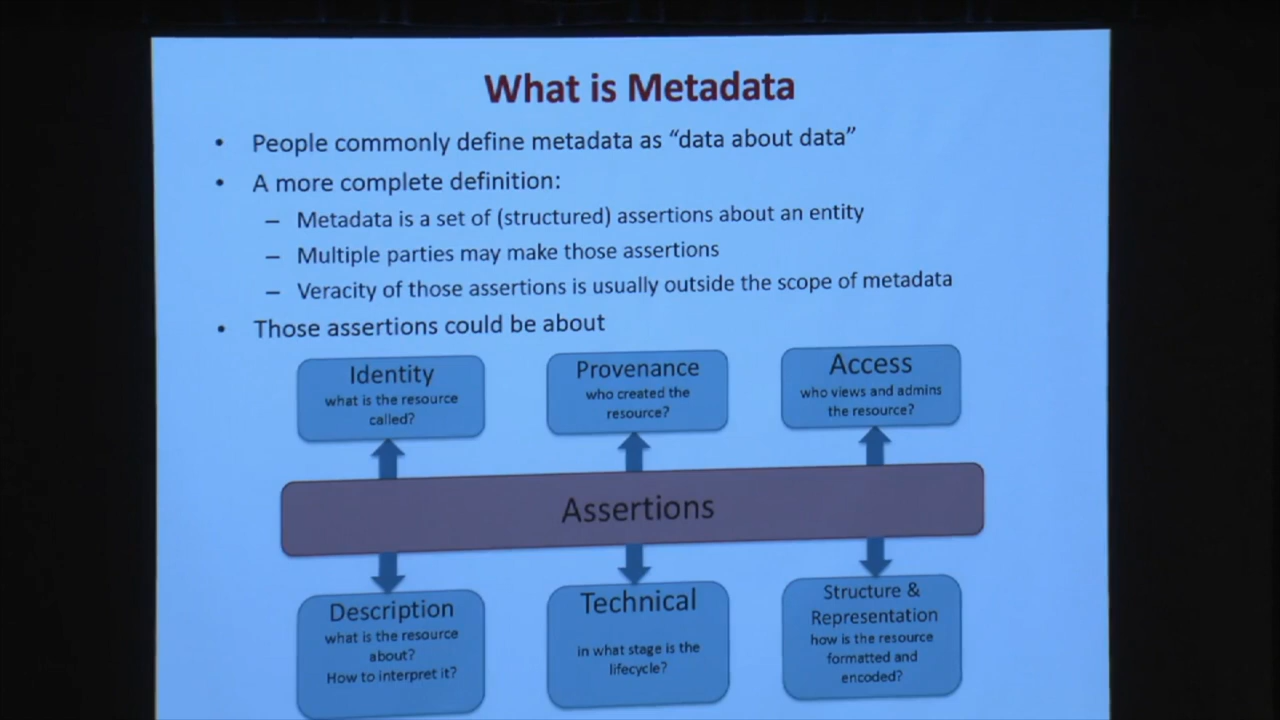 What is Metadata
• People commonly define metadata as “data about data”
• A more complete definition:
– Metadata is a set of (structured) assertions about an entity
– Multiple parties may make those assertions
– Veracity of those assertions is usually outside the scope of metadata
• Those assertions could be about
Identity
what is the resource
called?
Provenance
who created the
resource?
Access
who views and admins
the resource?
Assertions
Description
what is the resource
about?
How to interpret it?
Technical
in what stage is the
lifecycle?
Structure &
Representation
how is the resource
formatted and
encoded?